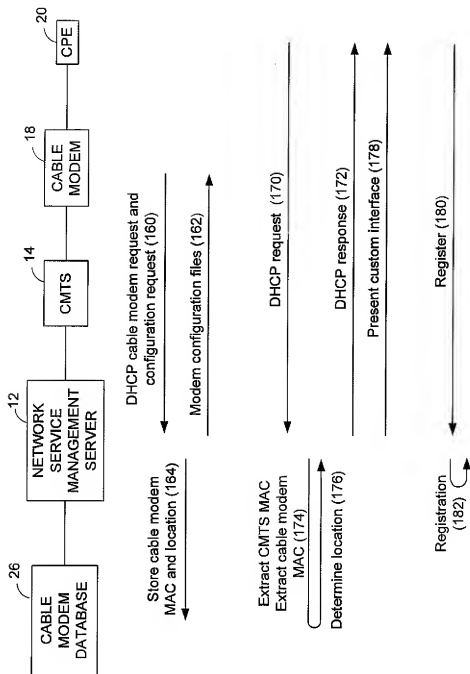 26
CABLE
MODEM
DATABASE
12
NETWORK
SERVICE
MANAGEMENT
SERVER
14
CMTS
18
CABLE
MODEM
20
CPE
DHCP cable modem request and
configuration request (160)
Modem configuration files (162)
Store cable modem
MAC and location (164)
DHCP request (170)
DHCP response (172)
Extract CMTS MAC
Extract cable modem
MAC (174)
Determine location (176)
Present custom interface (178)
Register (180)
Registration
(182)